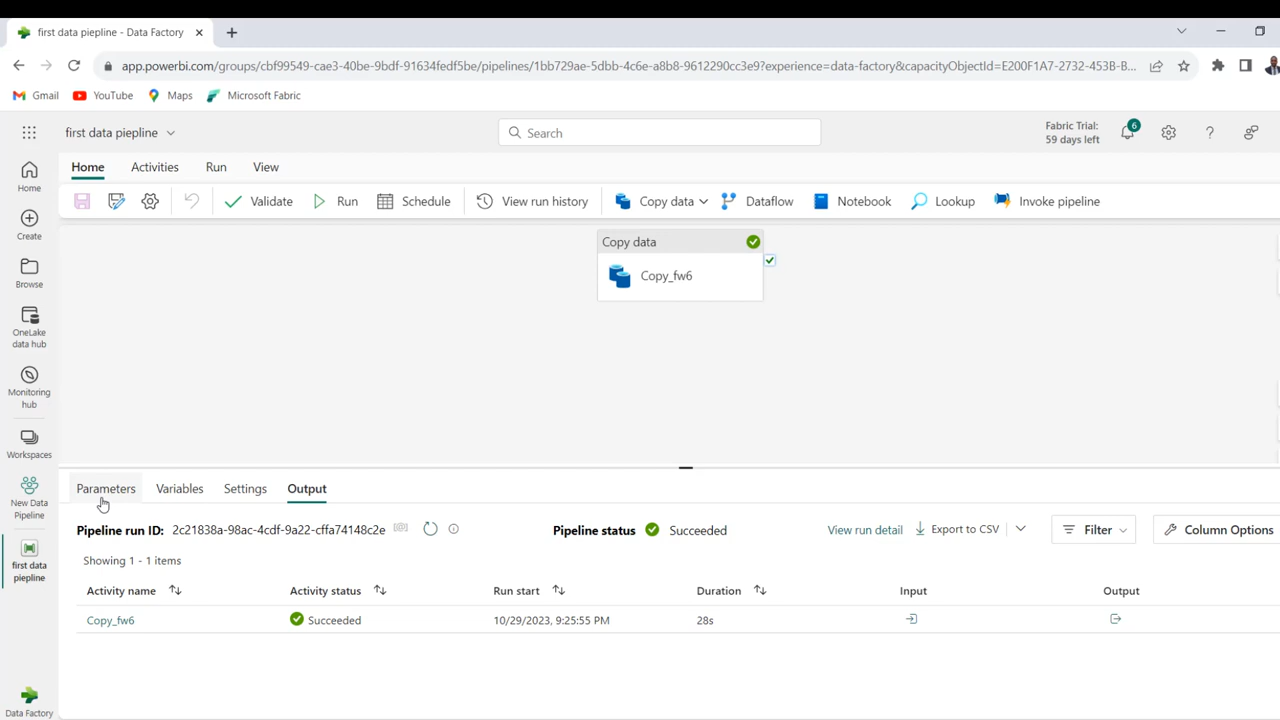 first data piepline - Data Factory
app.powerbi.com/groups/cbf99549-cae3-40be-9bdf-91634fedf5be/pipelines/1bb729ae-5dbb-4c6e-a8b8-9612290cc3e9?experience=data-factory&capacityObjectId=E200F1A7-2732-453B-B...
Gmail YouTube Maps Microsoft Fabric
first data piepline Search Fabric Trial: 59 days left 6
Home Activities Run View
Validate Run Schedule View run history Copy data Dataflow Notebook Lookup Invoke pipeline
Home
Create
Browse
OneLake
data hub
Monitoring
hub
Workspaces
New Data
Pipeline
first data
piepline
Data Factory
Copy data
Copy_fw6
Parameters Variables Settings Output
Pipeline run ID: 2c21838a-98ac-4cdf-9a22-cffa74148c2e Pipeline status Succeeded View run detail Export to CSV Filter Column Options
Showing 1 - 1 items
Activity name Activity status Run start Duration Input Output
Copy_fw6 Succeeded 10/29/2023, 9:25:55 PM 28s